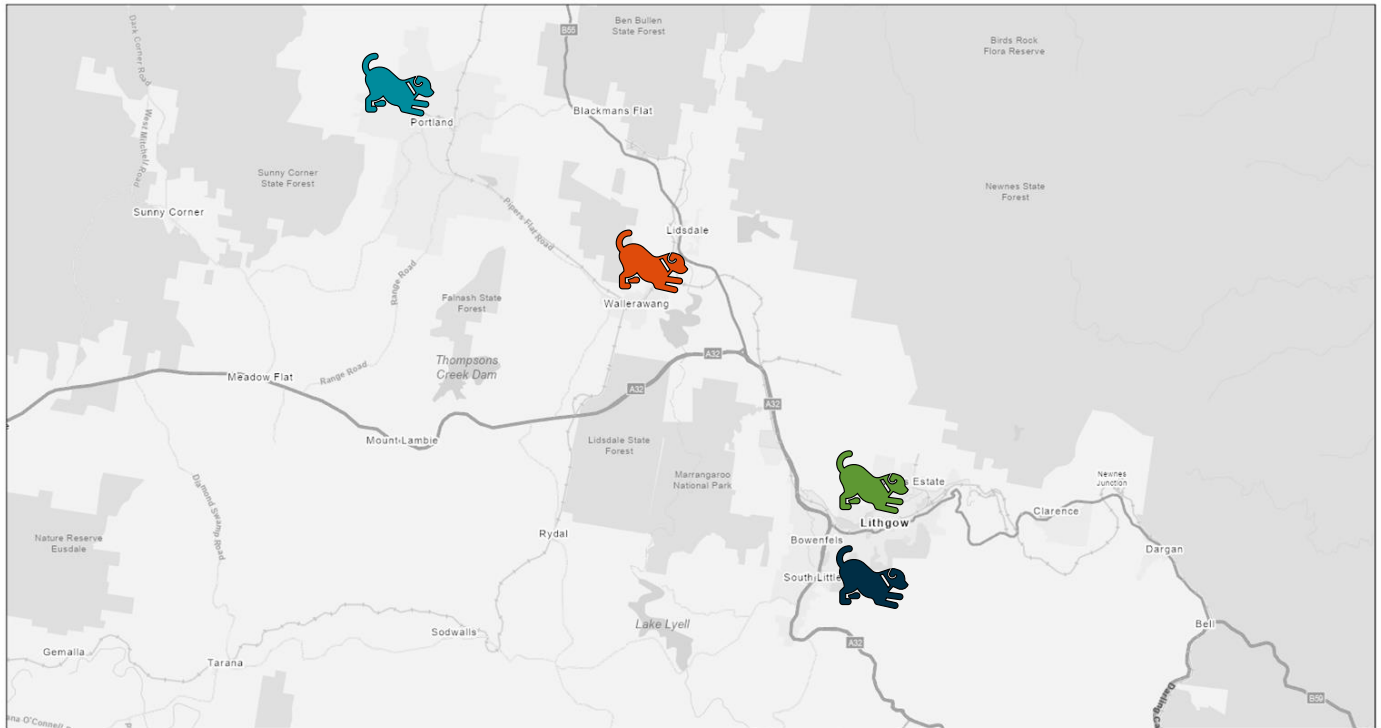 Dark Corner Road
B55
Ben Bullen
State Forest
Birds Rock
Flora Reserve
Blackmans Flat
Portland
West Mitchell Road
Sunny Corner
State Forest
Newnes State
Forest
Sunny Corner
Pipers Flat Road
Lidsdale
Range Road
Falnash State
Forest
Wallerawang
Thompsons
Creek Dam
A32
Meadow Flat
Range Road
A32
A32
Mount Lambie
Lidsdale State
Forest
Marrangaroo
National Park
s Estate
Newnes
Junction
Clarence
Lithgow
Diamond Swamp Road
Rydal
Bowenfels
Nature Reserve
Eusdale
Dargan
South Little
Lake Lyell
Bell
Sodwalls
A32
Gemalla
Tarana
B59
Darling Ca
ana O'Connell